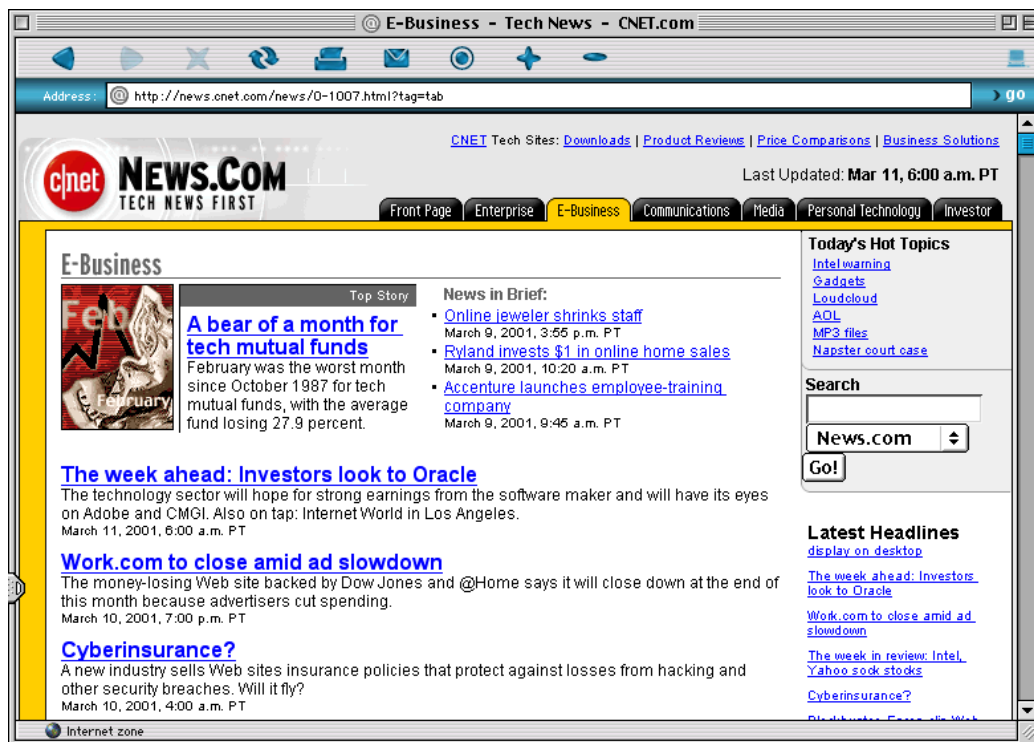 E-Business - Tech News - CNET.com
Address: http://news.cnet.com/news/0-1007.html?tag=tab go
CNET Tech Sites: Downloads | Product Reviews | Price Comparisons | Business Solutions
Last Updated: Mar 11, 6:00 a.m. PT
c|net NEWS.COM
TECH NEWS FIRST
Front Page Enterprise E-Business Communications Media Personal Technology Investor
E-Business
Feb
February
Top Story
A bear of a month for
tech mutual funds
February was the worst month
since October 1987 for tech
mutual funds, with the average
fund losing 27.9 percent.
News in Brief:
Online jeweler shrinks staff
March 9, 2001, 3:55 p.m. PT
Ryland invests $1 in online home sales
March 9, 2001, 10:20 a.m. PT
Accenture launches employee-training
company
March 9, 2001, 9:45 a.m. PT
The week ahead: Investors look to Oracle
The technology sector will hope for strong earnings from the software maker and will have its eyes
on Adobe and CMGI. Also on tap: Internet World in Los Angeles.
March 11, 2001, 6:00 a.m. PT
Work.com to close amid ad slowdown
The money-losing Web site backed by Dow Jones and @Home says it will close down at the end of
this month because advertisers cut spending.
March 10, 2001, 7:00 p.m. PT
Cyberinsurance?
A new industry sells Web sites insurance policies that protect against losses from hacking and
other security breaches. Will it fly?
March 10, 2001, 4:00 a.m. PT
Today's Hot Topics
Intel warning
Gadgets
Loudcloud
AOL
MP3 files
Napster court case
Search
News.com
Go!
Latest Headlines
display on desktop
The week ahead: Investors
look to Oracle
Work.com to close amid ad
slowdown
The week in review: Intel,
Yahoo sock stocks
Cyberinsurance?
Internet zone